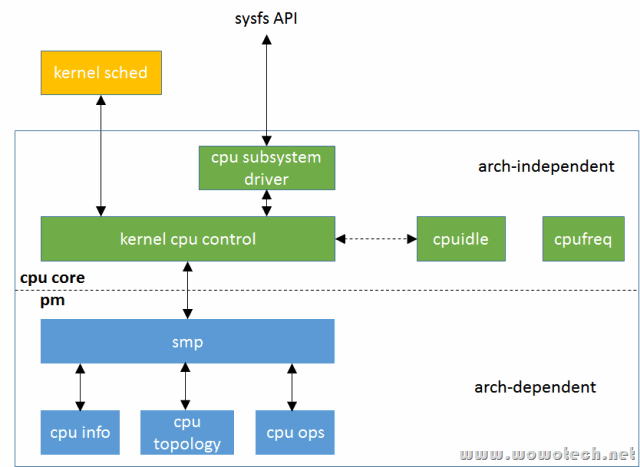 sysfs API
kernel sched
cpu subsystem
driver
arch-independent
kernel cpu control
cpuidle
cpufreq
cpu core
pm
smp
arch-dependent
cpu info
cpu
topology
cpu ops
www.wowotech.net